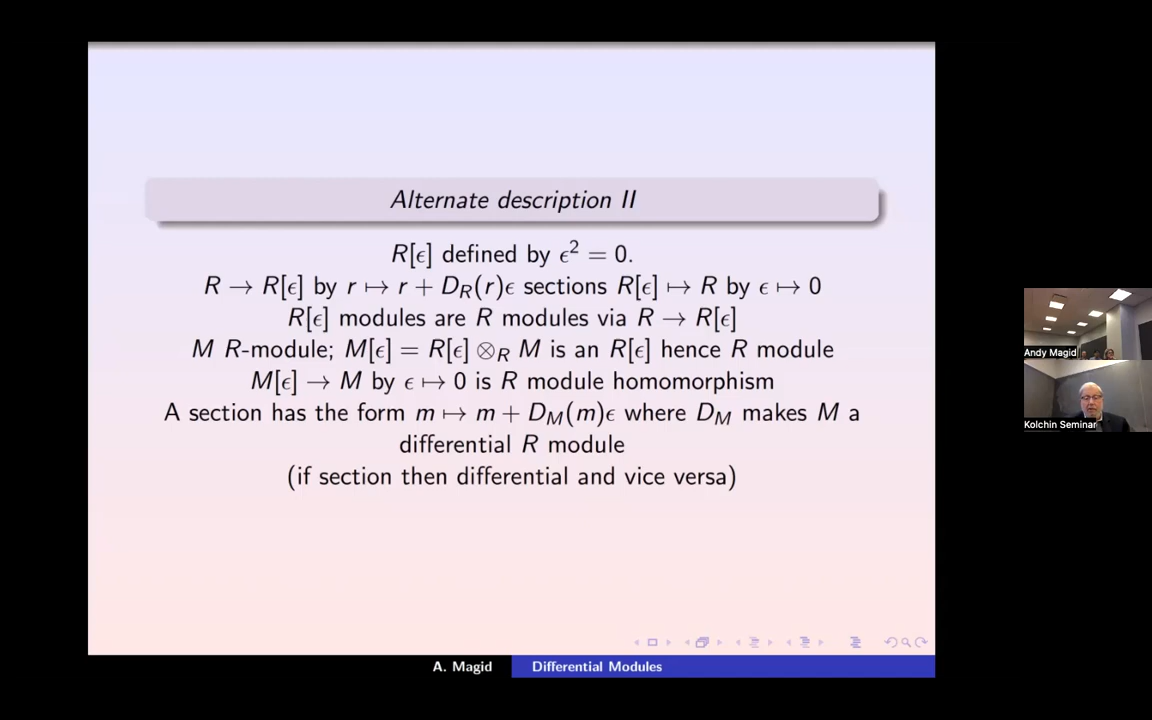 Alternate description II
R[ϵ] defined by ϵ² = 0.
R → R[ϵ] by r ↦ r + D_R(r)ϵ sections R[ϵ] ↦ R by ϵ ↦ 0
R[ϵ] modules are R modules via R → R[ϵ]
M R-module; M[ϵ] = R[ϵ] ⊗_R M is an R[ϵ] hence R module
M[ϵ] → M by ϵ ↦ 0 is R module homomorphism
A section has the form m ↦ m + D_M(m)ϵ where D_M makes M a
differential R module
(if section then differential and vice versa)
A. Magid Differential Modules
Andy Magid
Kolchin Seminar